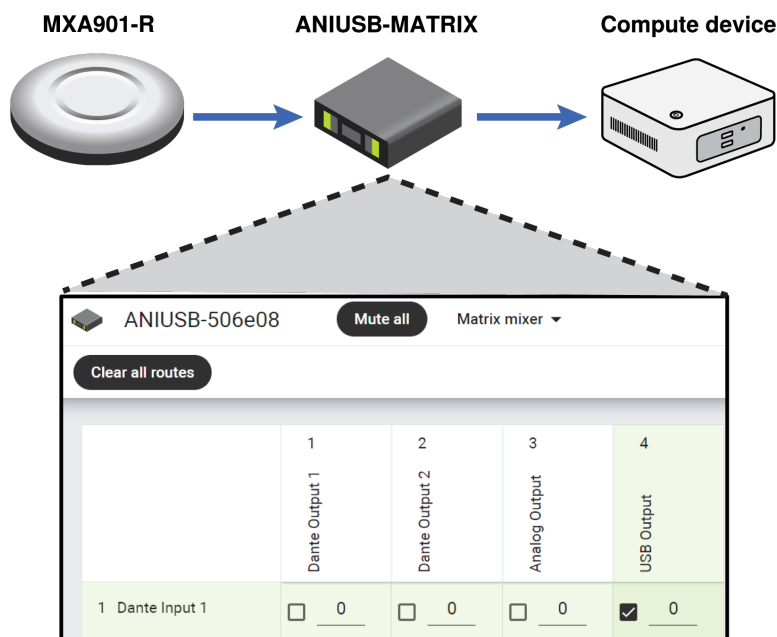 MXA901-R ANIUSB-MATRIX Compute device
ANIUSB-506e08 Mute all Matrix mixer
Clear all routes
1 2 3 4
Dante Output 1
Dante Output 2
Analog Output
USB Output
1 Dante Input 1 0 0 0 0